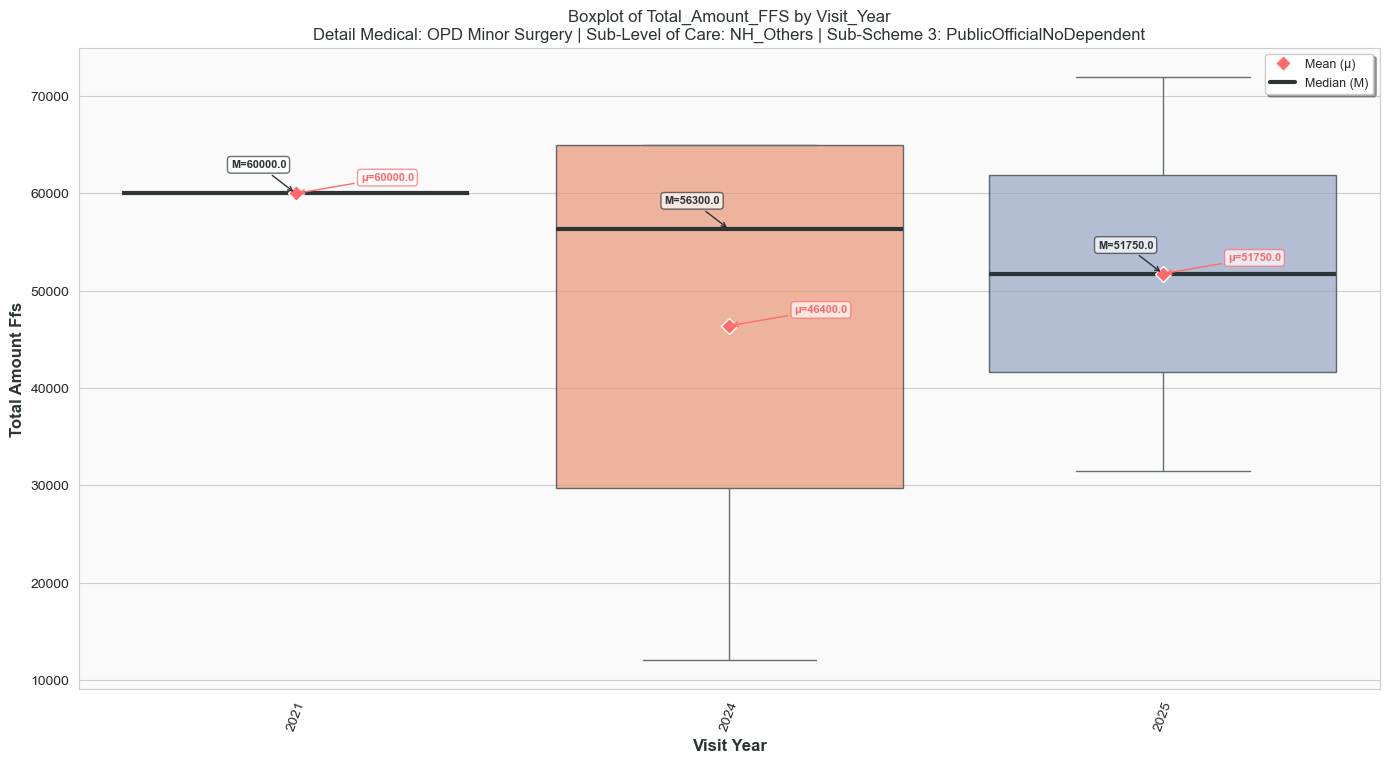 Boxplot of Total_Amount_FFS by Visit_Year
Detail Medical: OPD Minor Surgery | Sub-Level of Care: NH_Others | Sub-Scheme 3: PublicOfficialNoDependent
Mean (μ)
Median (M)
Total Amount Ffs
70000
60000
50000
40000
30000
20000
10000
M=60000.0
μ=60000.0
M=56300.0
μ=46400.0
M=51750.0
μ=51750.0
2021
2024
2025
Visit Year